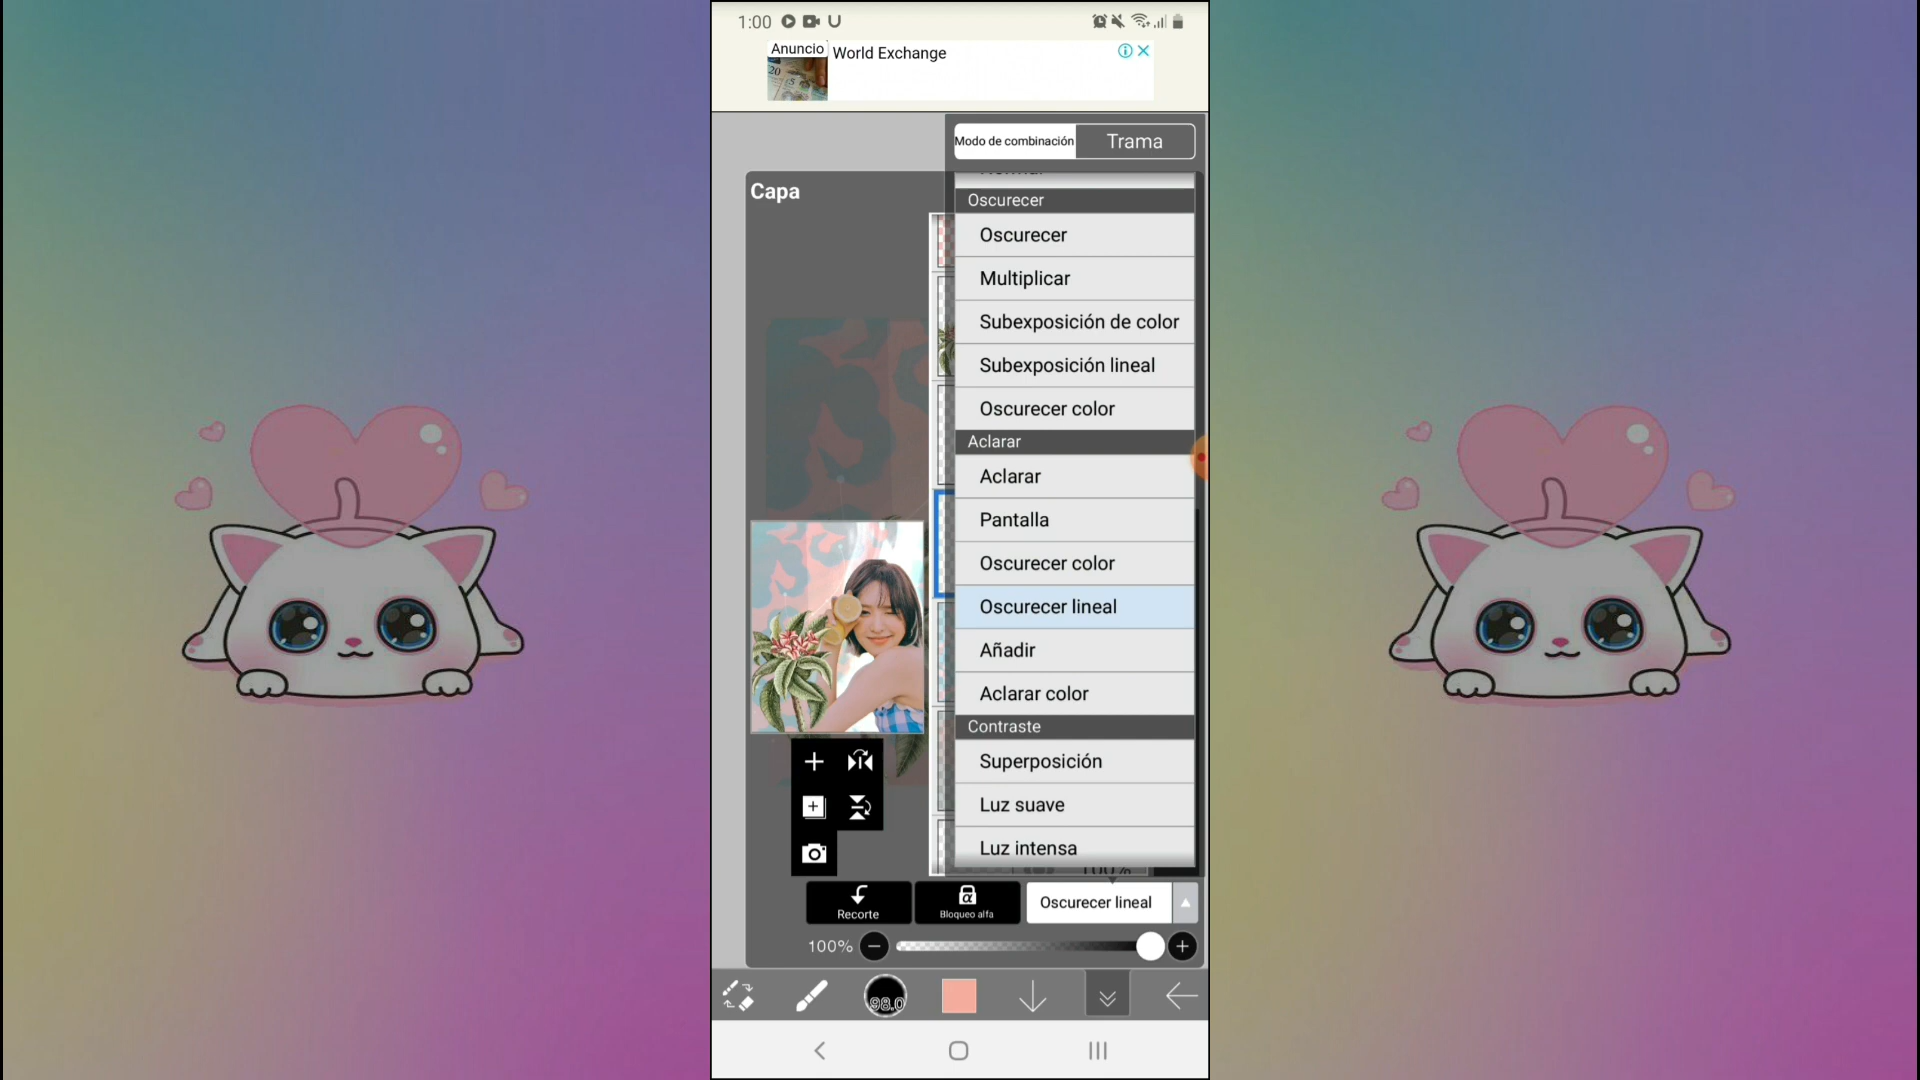 1:00
Anuncio
World Exchange
Modo de combinación
Trama
Capa
Normal
Oscurecer
Oscurecer
Multiplicar
Subexposición de color
Subexposición lineal
Oscurecer color
Aclarar
Aclarar
Pantalla
Oscurecer color
Oscurecer lineal
Añadir
Aclarar color
Contraste
Superposición
Luz suave
Luz intensa
100%
Recorte
Bloqueo alfa
Oscurecer lineal
100%
98.0